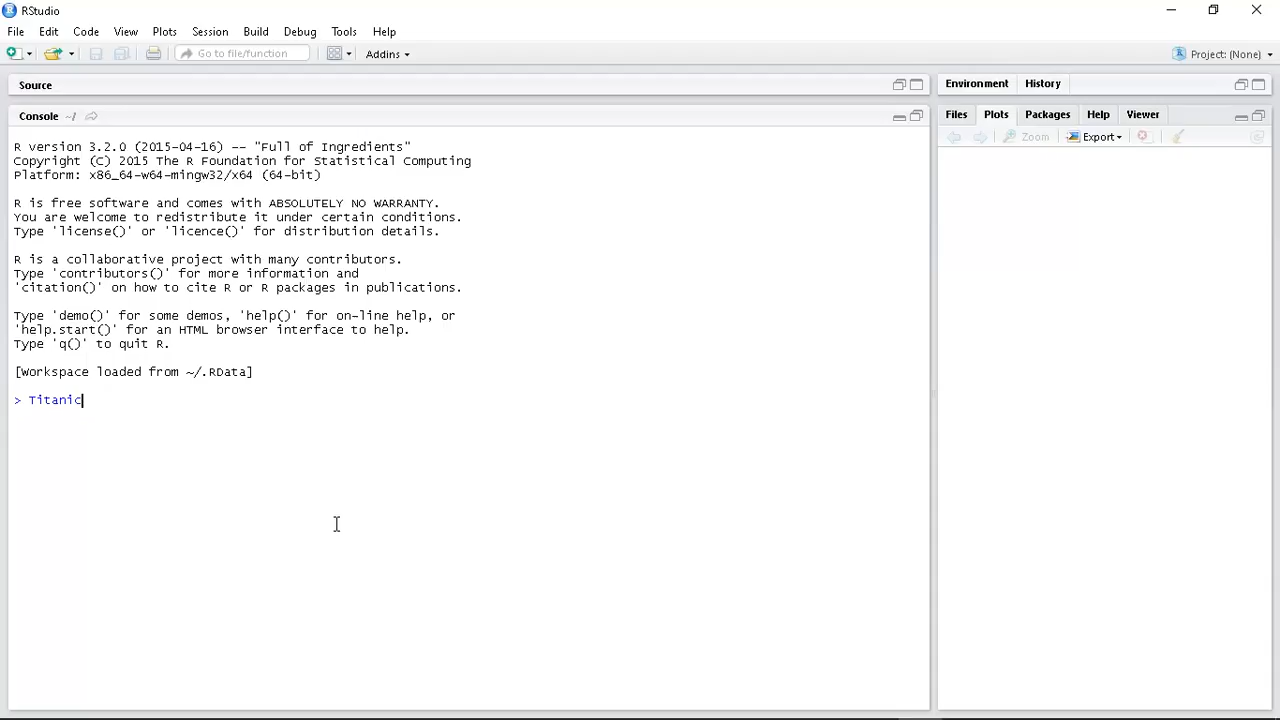 RStudio
File Edit Code View Plots Session Build Debug Tools Help
Go to file/function Addins Project: (None)
Source
Environment History
Console ~/
Files Plots Packages Help Viewer
Zoom Export
R version 3.2.0 (2015-04-16) -- "Full of Ingredients"
Copyright (C) 2015 The R Foundation for Statistical Computing
Platform: x86_64-w64-mingw32/x64 (64-bit)
R is free software and comes with ABSOLUTELY NO WARRANTY.
You are welcome to redistribute it under certain conditions.
Type 'license()' or 'licence()' for distribution details.
R is a collaborative project with many contributors.
Type 'contributors()' for more information and
'citation()' on how to cite R or R packages in publications.
Type 'demo()' for some demos, 'help()' for on-line help, or
'help.start()' for an HTML browser interface to help.
Type 'q()' to quit R.
[Workspace loaded from ~/.RData]
> Titanic